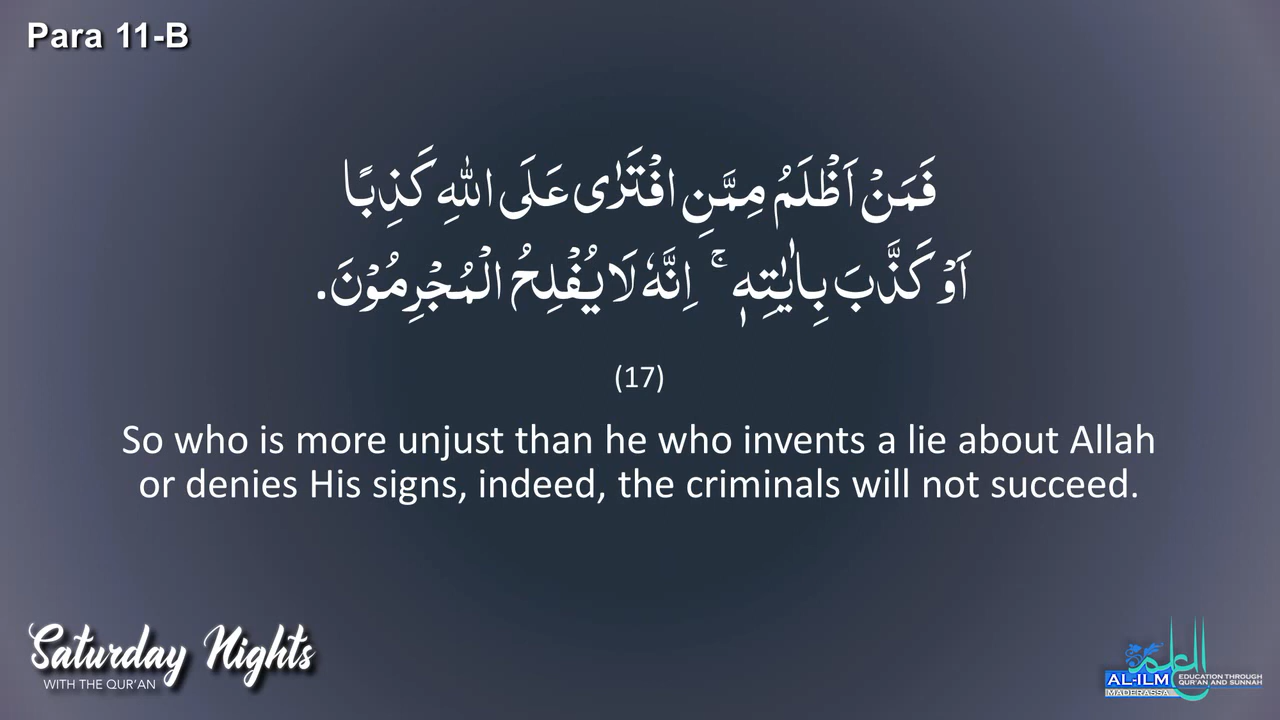 Para 11-B
فَمَنْ اَظْلَمُ مِمَّنِ افْتَرٰى عَلَى اللّٰهِ كَذِبًا
اَوْ كَذَّبَ بِاٰيٰتِهٖ ۚ اِنَّهٗ لَا يُفْلِحُ الْمُجْرِمُوْنَ.
(17)
So who is more unjust than he who invents a lie about Allah
or denies His signs, indeed, the criminals will not succeed.
Saturday Nights
WITH THE QUR'AN
العلم
AL-ILM
MADERASSA
EDUCATION THROUGH
QUR'AN AND SUNNAH